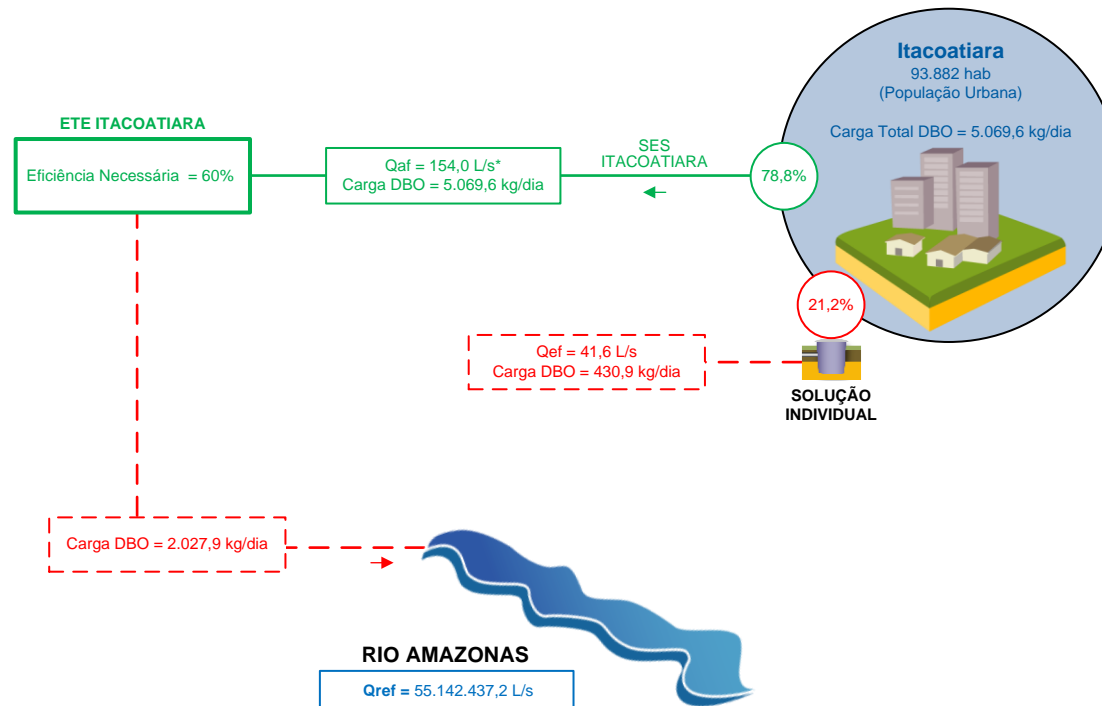 Itacoatiara
93.882 hab
(População Urbana)
Carga Total DBO = 5.069,6 kg/dia
ETE ITACOATIARA
Eficiência Necessária = 60%
Qaf = 154,0 L/s*
Carga DBO = 5.069,6 kg/dia
SES
ITACOATIARA
78,8%
21,2%
Qef = 41,6 L/s
Carga DBO = 430,9 kg/dia
SOLUÇÃO
INDIVIDUAL
Carga DBO = 2.027,9 kg/dia
RIO AMAZONAS
Qref = 55.142.437,2 L/s